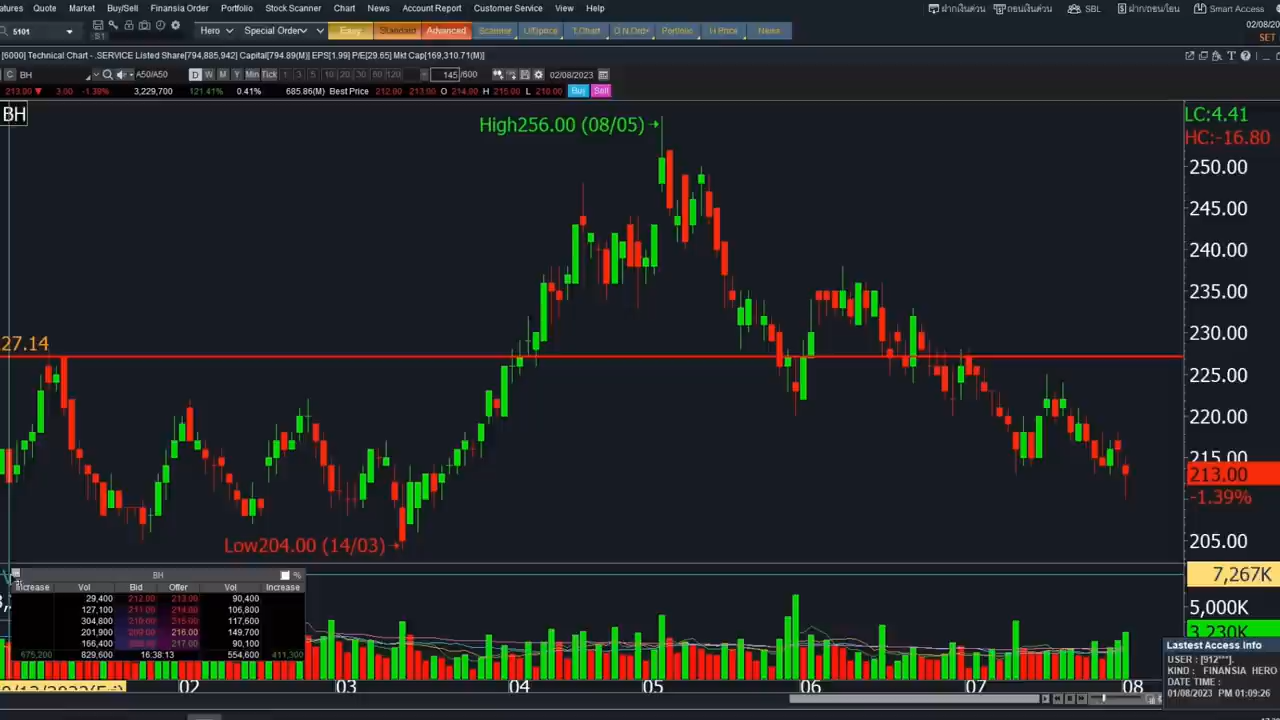 atures Quote Market Buy/Sell Finansia Order Portfolio Stock Scanner Chart News Account Report Customer Service View Help ฝากเงินด่วน ถอนเงินด่วน SBL ฝาก/ถอนโอน Smart Access
5101 S1 Hero Special Order Easy Standard Advanced Scanner T.Chart Portfolio News 02/08/20
SET
[6000] Technical Chart - .SERVICE Listed Share[794,885,942] Capital[794.89(M)] EPS[1.99] P/E[29.65] Mkt Cap[169,310.71(M)]
C BH A50/A50 D W M Y Min Tick 1 3 5 10 20 30 60 120 145/600 02/08/2023
213.00 ▼ 3.00 -1.39% 3,229,700 121.41% 0.41% 685.86(M) Best Price 212.00 213.00 O 214.00 H 215.00 L 210.00 Buy Sell
BH
High256.00 (08/05)
LC:4.41
HC:-16.80
250.00
245.00
240.00
235.00
230.00
27.14
225.00
220.00
215.00
213.00
-1.39%
Low204.00 (14/03)
205.00
7,267K
5,000K
3,230K
BH %
Increase Vol Bid Offer Vol Increase
29,400 212.00 213.00 90,400
127,100 211.00 214.00 106,800
304,800 210.00 215.00 117,600
201,900 209.00 216.00 149,700
166,400 208.00 217.00 90,100
675,200 829,600 16:38:13 554,600 411,300
02 03 04 05 06 07 08
Lastest Access Info
USER : [912***].
KIND : FINANSIA HERO
DATE TIME :
01/08/2023 PM 01:09:26